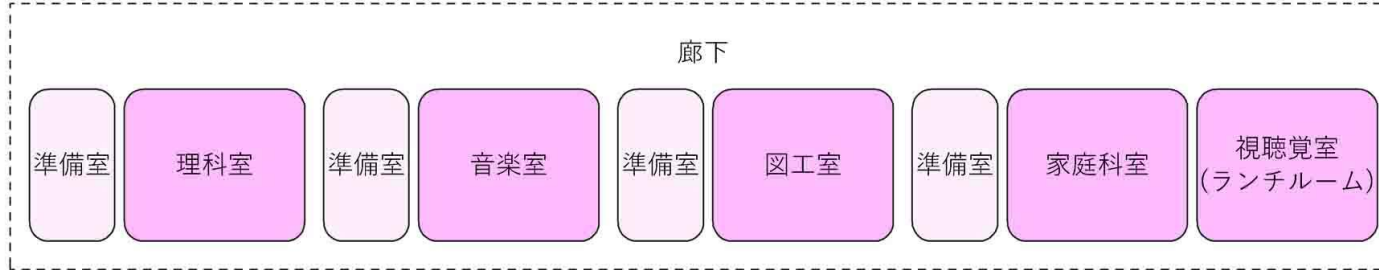 廊下
準備室
理科室
準備室
音楽室
準備室
図工室
準備室
家庭科室
視聴覚室
(ランチルーム)